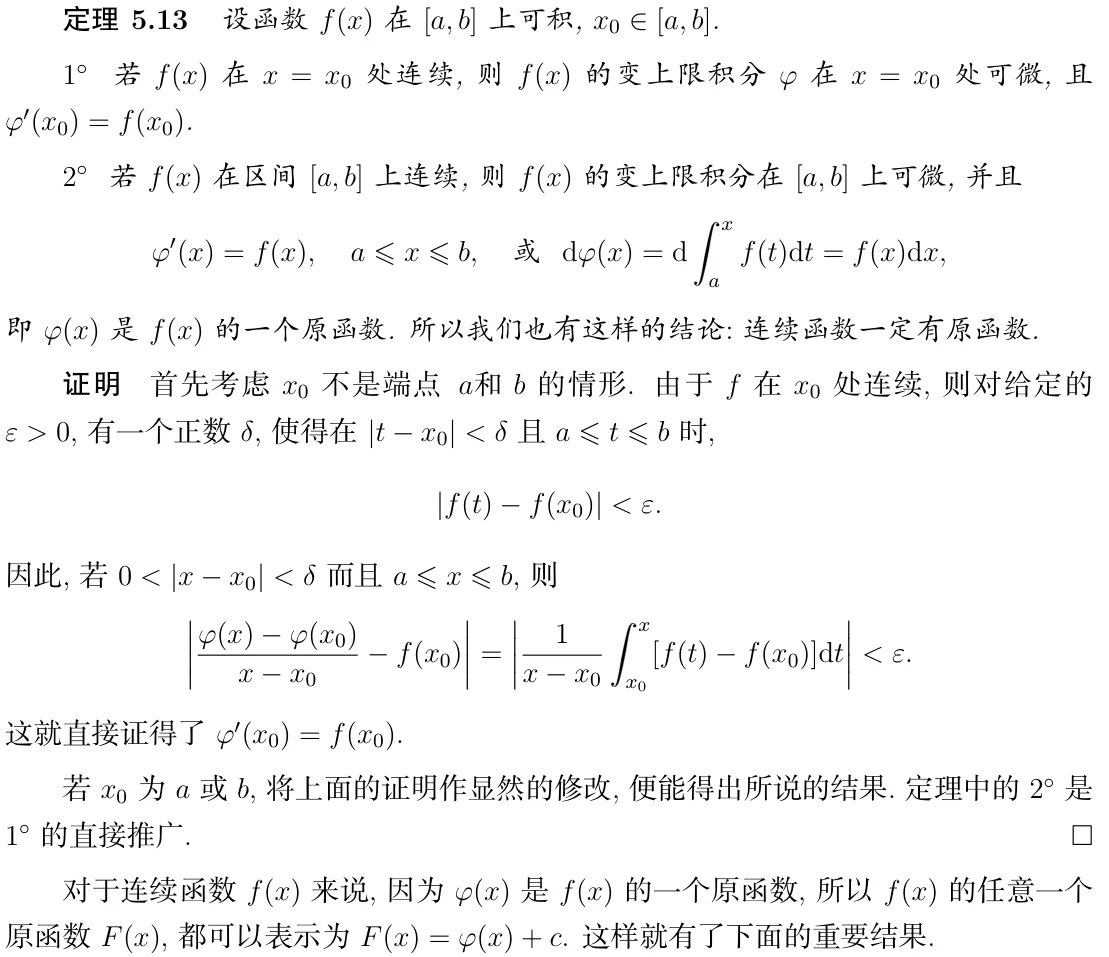 定理 5.13 设函数 f(x) 在 [a, b] 上可积, x₀ ∈ [a, b].
1° 若 f(x) 在 x = x₀ 处连续, 则 f(x) 的变上限积分 φ 在 x = x₀ 处可微, 且
φ′(x₀) = f(x₀).
2° 若 f(x) 在区间 [a, b] 上连续, 则 f(x) 的变上限积分在 [a, b] 上可微, 并且
φ′(x) = f(x), a ⩽ x ⩽ b, 或 dφ(x) = d∫ₐˣ f(t)dt = f(x)dx,
即 φ(x) 是 f(x) 的一个原函数. 所以我们也有这样的结论: 连续函数一定有原函数.
证明 首先考虑 x₀ 不是端点 a和 b 的情形. 由于 f 在 x₀ 处连续, 则对给定的
ε > 0, 有一个正数 δ, 使得在 |t − x₀| < δ 且 a ⩽ t ⩽ b 时,
|f(t) − f(x₀)| < ε.
因此, 若 0 < |x − x₀| < δ 而且 a ⩽ x ⩽ b, 则
|(φ(x) − φ(x₀))/(x − x₀) − f(x₀)| = |1/(x − x₀) ∫_{x₀}^{x} [f(t) − f(x₀)]dt| < ε.
这就直接证得了 φ′(x₀) = f(x₀).
若 x₀ 为 a 或 b, 将上面的证明作显然的修改, 便能得出所说的结果. 定理中的 2° 是
1° 的直接推广. □
对于连续函数 f(x) 来说, 因为 φ(x) 是 f(x) 的一个原函数, 所以 f(x) 的任意一个
原函数 F(x), 都可以表示为 F(x) = φ(x) + c. 这样就有了下面的重要结果.